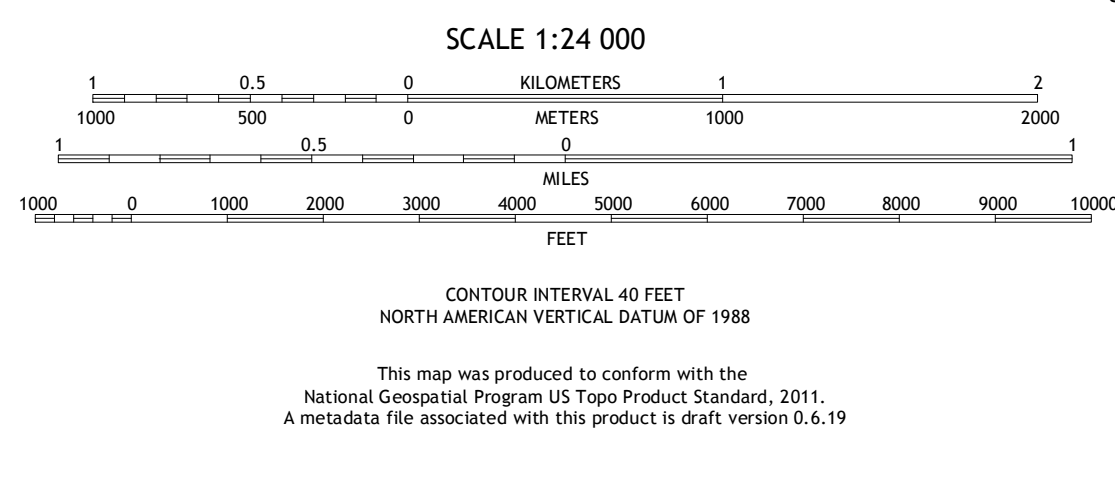 SCALE 1:24 000
1 0.5 0 KILOMETERS 1 2
1000 500 0 METERS 1000 2000
1 0.5 0 1
MILES
1000 0 1000 2000 3000 4000 5000 6000 7000 8000 9000 10000
FEET
CONTOUR INTERVAL 40 FEET
NORTH AMERICAN VERTICAL DATUM OF 1988
This map was produced to conform with the
National Geospatial Program US Topo Product Standard, 2011.
A metadata file associated with this product is draft version 0.6.19